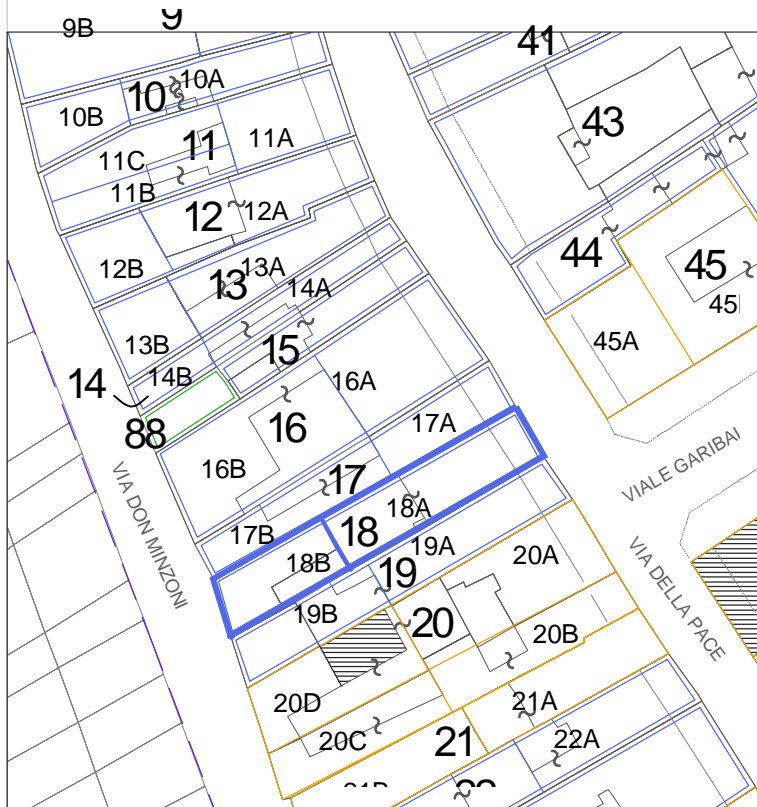 9B
9
41
10
10A
10B
43
11
11A
11C
11B
12
12A
12B
44
45
13
13A
14A
13B
45A
15
14
14B
16A
88
16
17A
16B
VIALE GARIBAL
17
18A
VIA DON MINZONI
17B
18
19A
18B
19
20A
VIA DELLA PACE
19B
20
20B
20D
21A
20C
21
22A